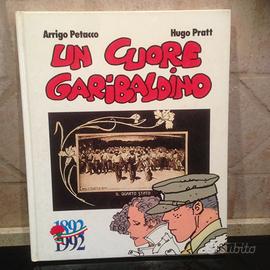 Arrigo Petacco Hugo Pratt
UN CUORE
GARIBALDINO
IL QUARTO STATO
1892
1992
subito